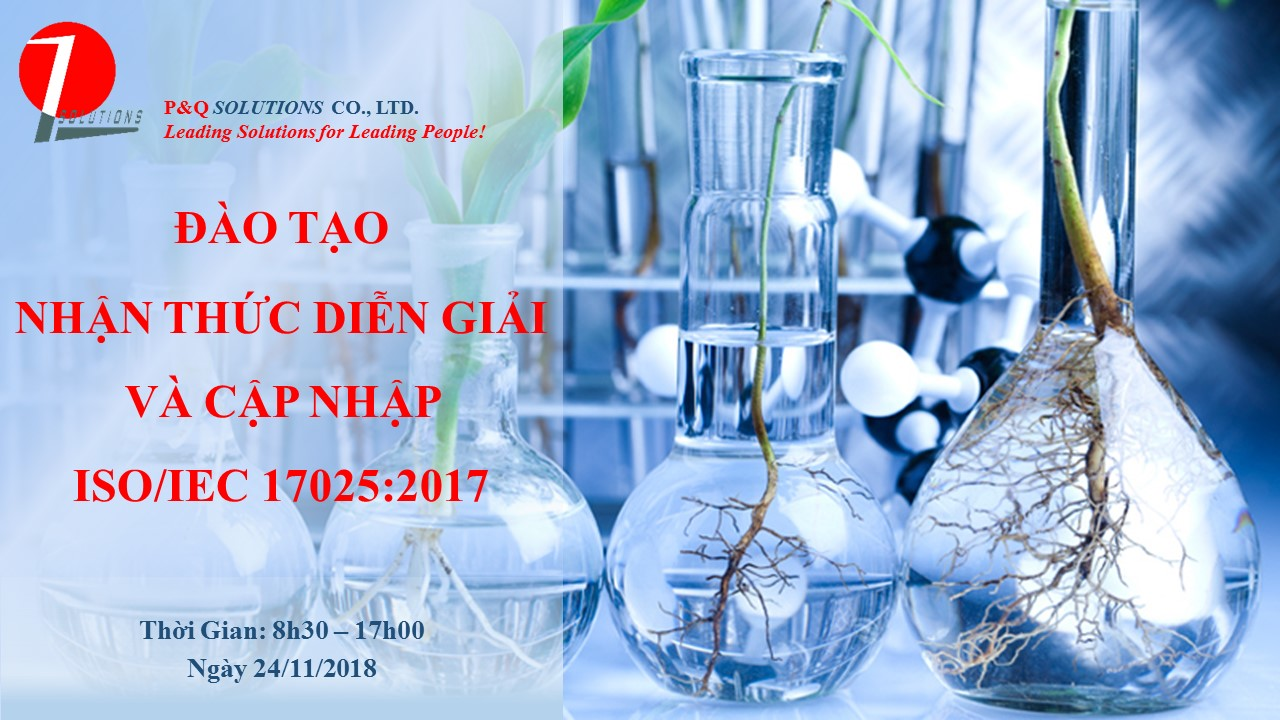 7
SOLUTIONS
P&Q SOLUTIONS CO., LTD.
Leading Solutions for Leading People!
ĐÀO TẠO
NHẬN THỨC DIỄN GIẢI
VÀ CẬP NHẬP
ISO/IEC 17025:2017
Thời Gian: 8h30 – 17h00
Ngày 24/11/2018